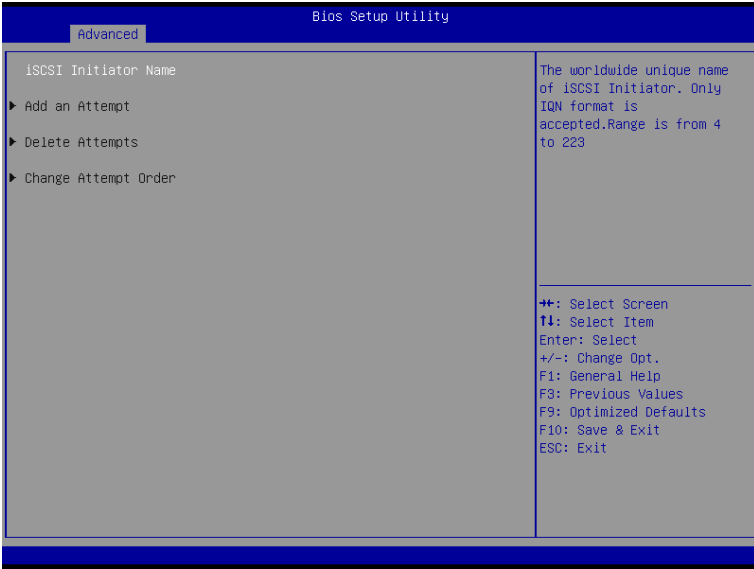 Bios Setup Utility
Advanced
iSCSI Initiator Name
Add an Attempt
Delete Attempts
Change Attempt Order
The worldwide unique name
of iSCSI Initiator. Only
IQN format is
accepted.Range is from 4
to 223
→←: Select Screen
↑↓: Select Item
Enter: Select
+/-: Change Opt.
F1: General Help
F3: Previous Values
F9: Optimized Defaults
F10: Save & Exit
ESC: Exit